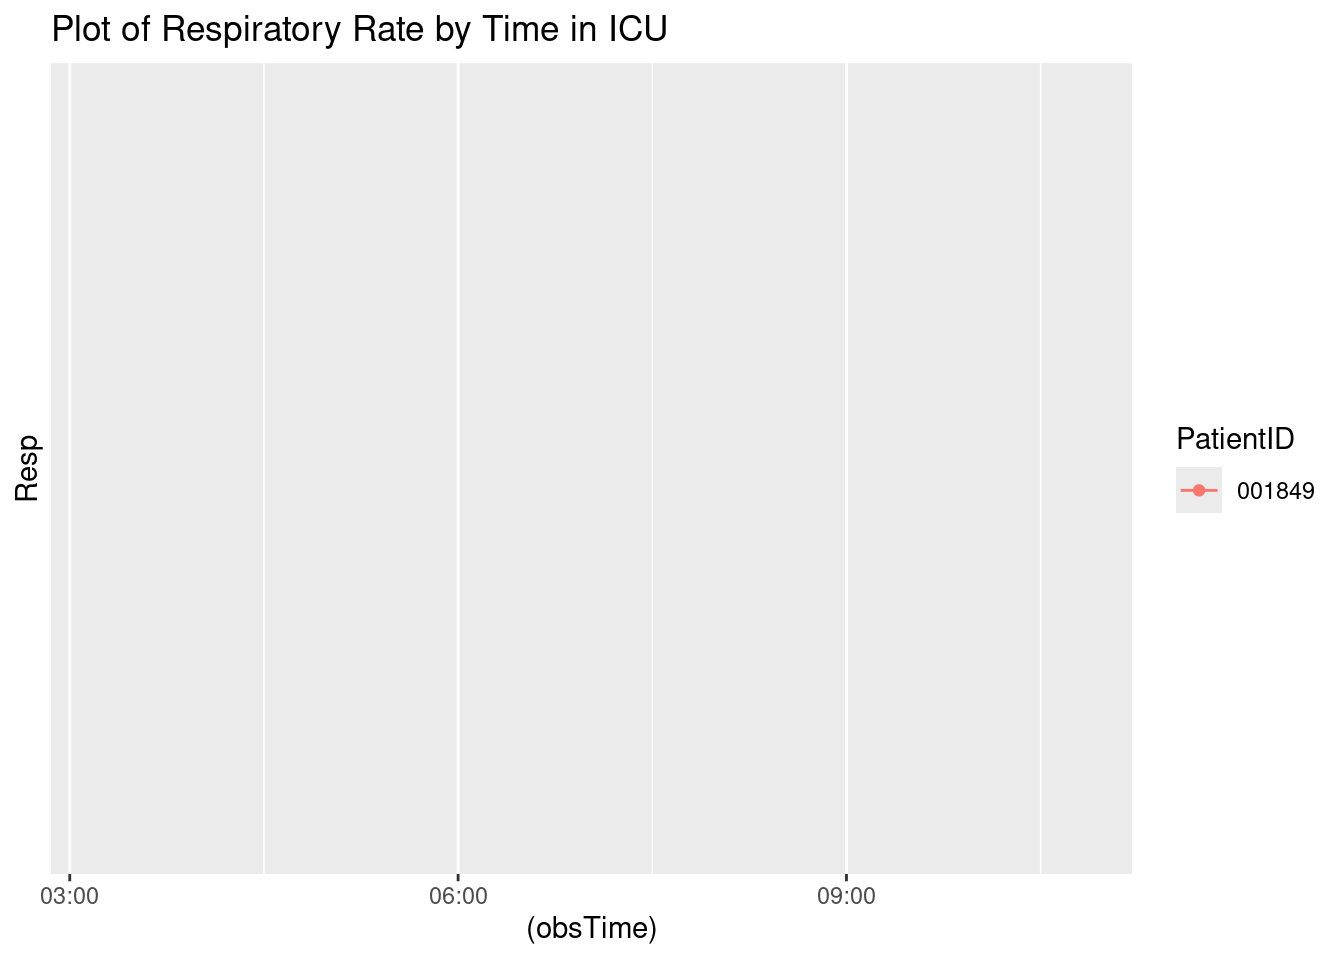 Plot of Respiratory Rate by Time in ICU
Resp
PatientID
001849
03:00
06:00
09:00
(obsTime)